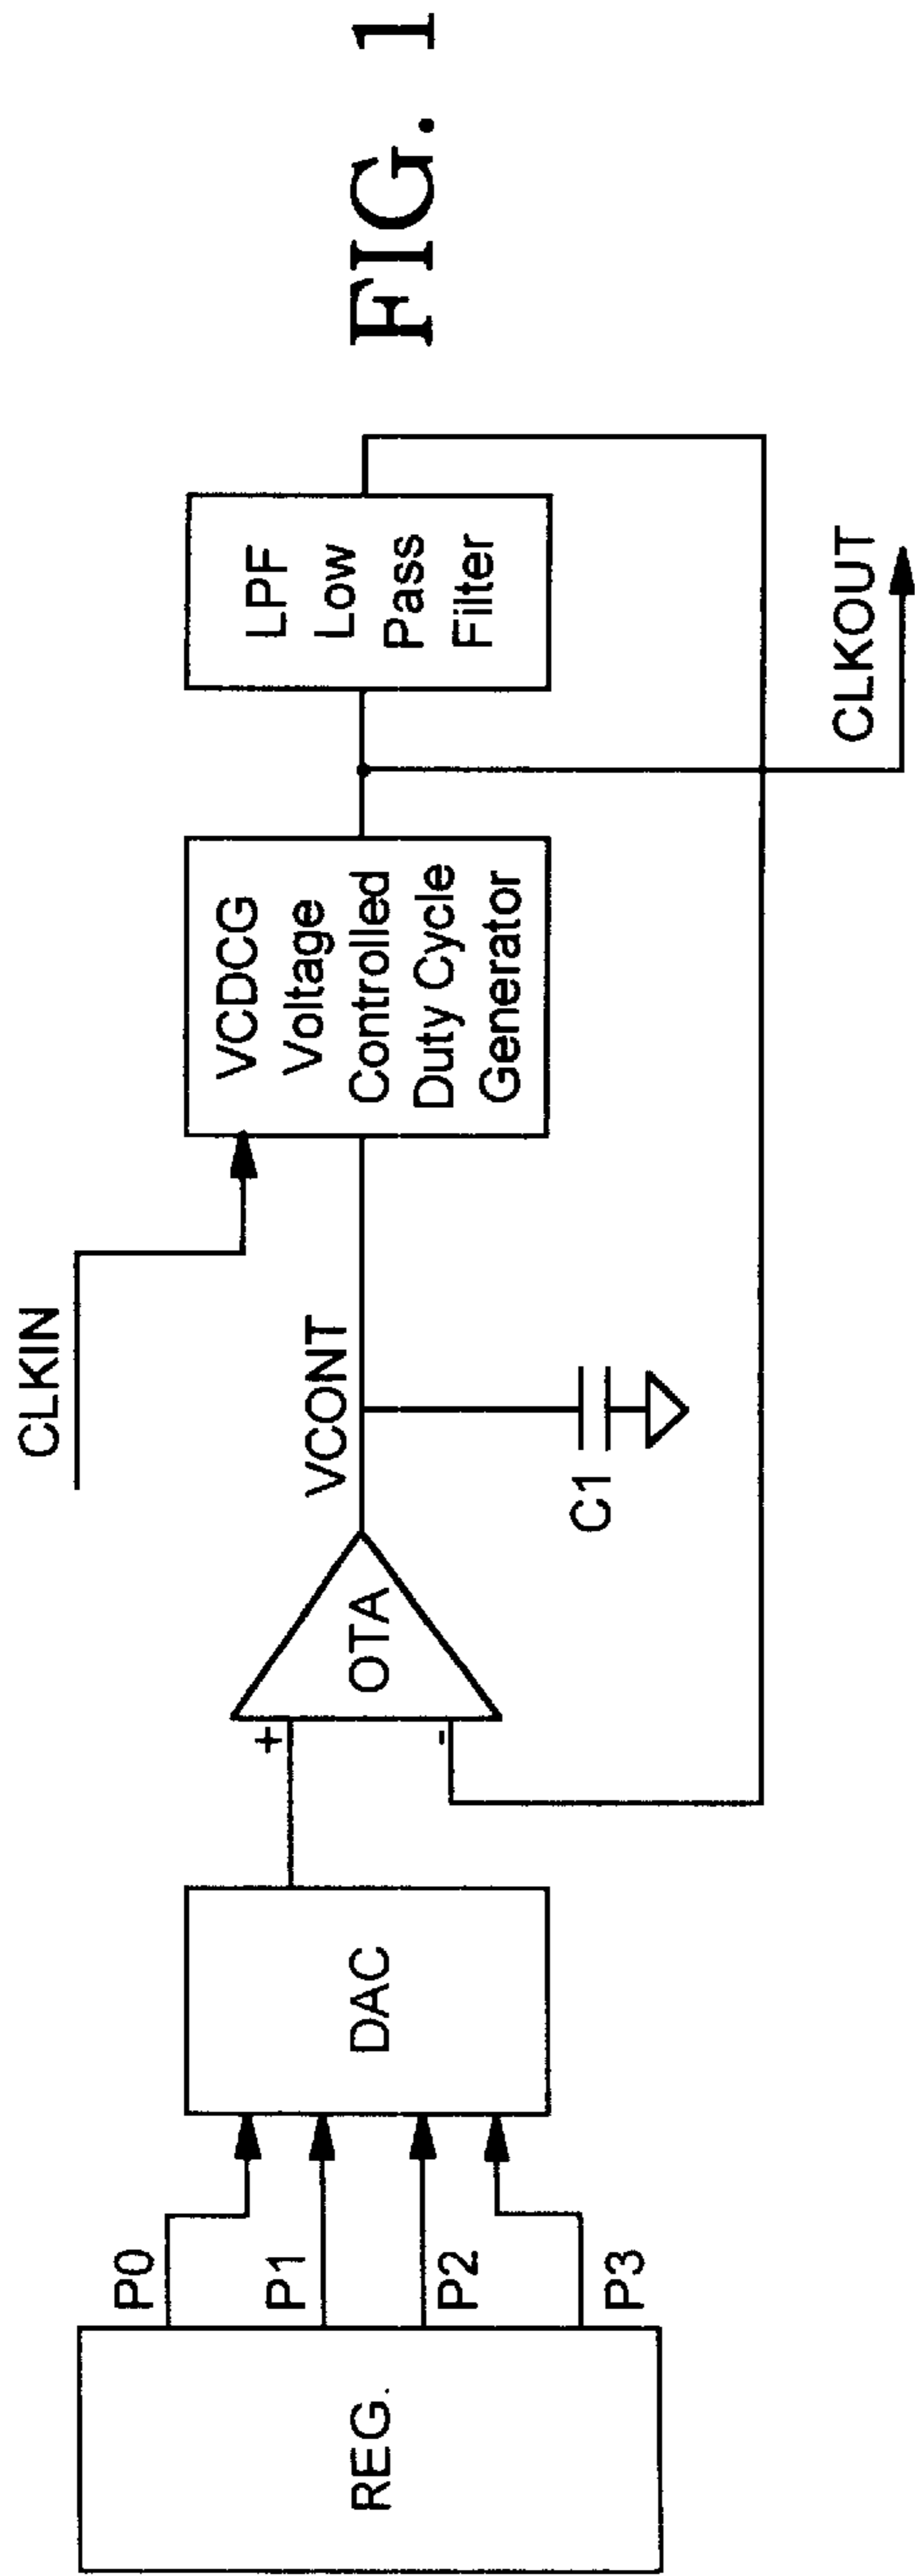 FIG. 1
CLKIN
REG.
P0
P1
P2
P3
DAC
+
-
OTA
VCONT
C1
VCDCG
Voltage
Controlled
Duty Cycle
Generator
LPF
Low
Pass
Filter
CLKOUT